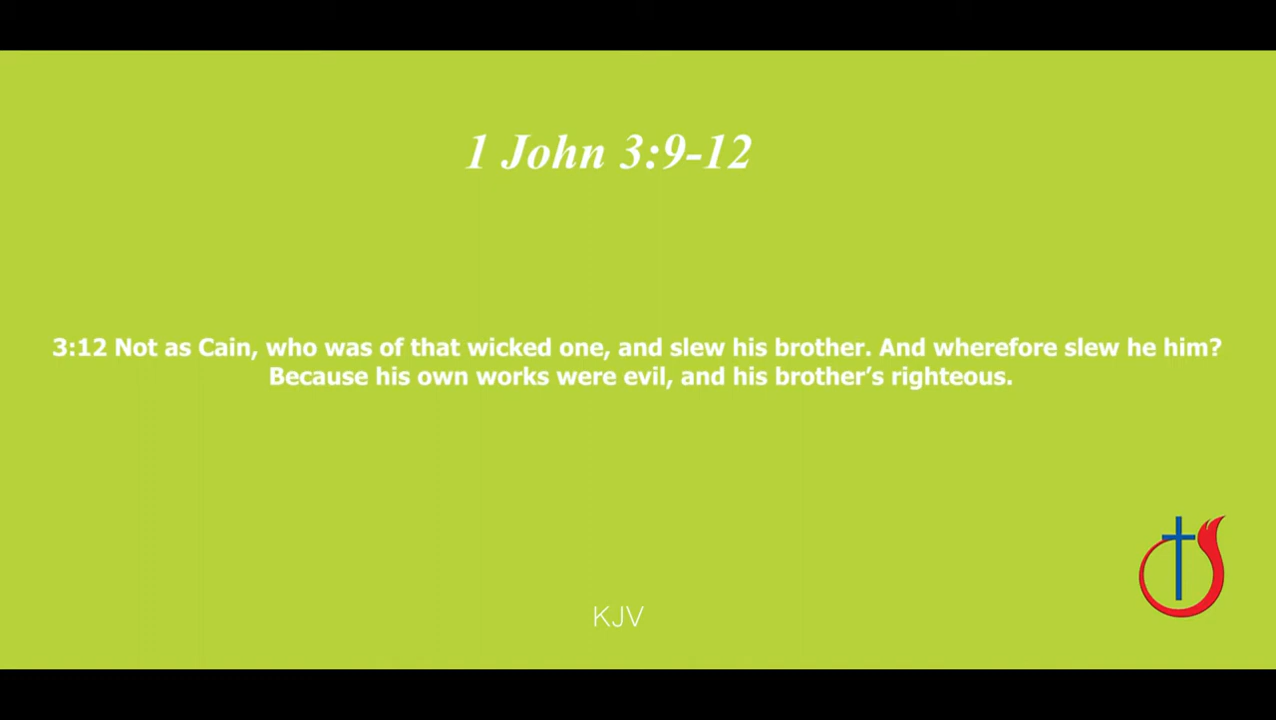 1 John 3:9-12
3:12 Not as Cain, who was of that wicked one, and slew his brother. And wherefore slew he him?
Because his own works were evil, and his brother’s righteous.
KJV